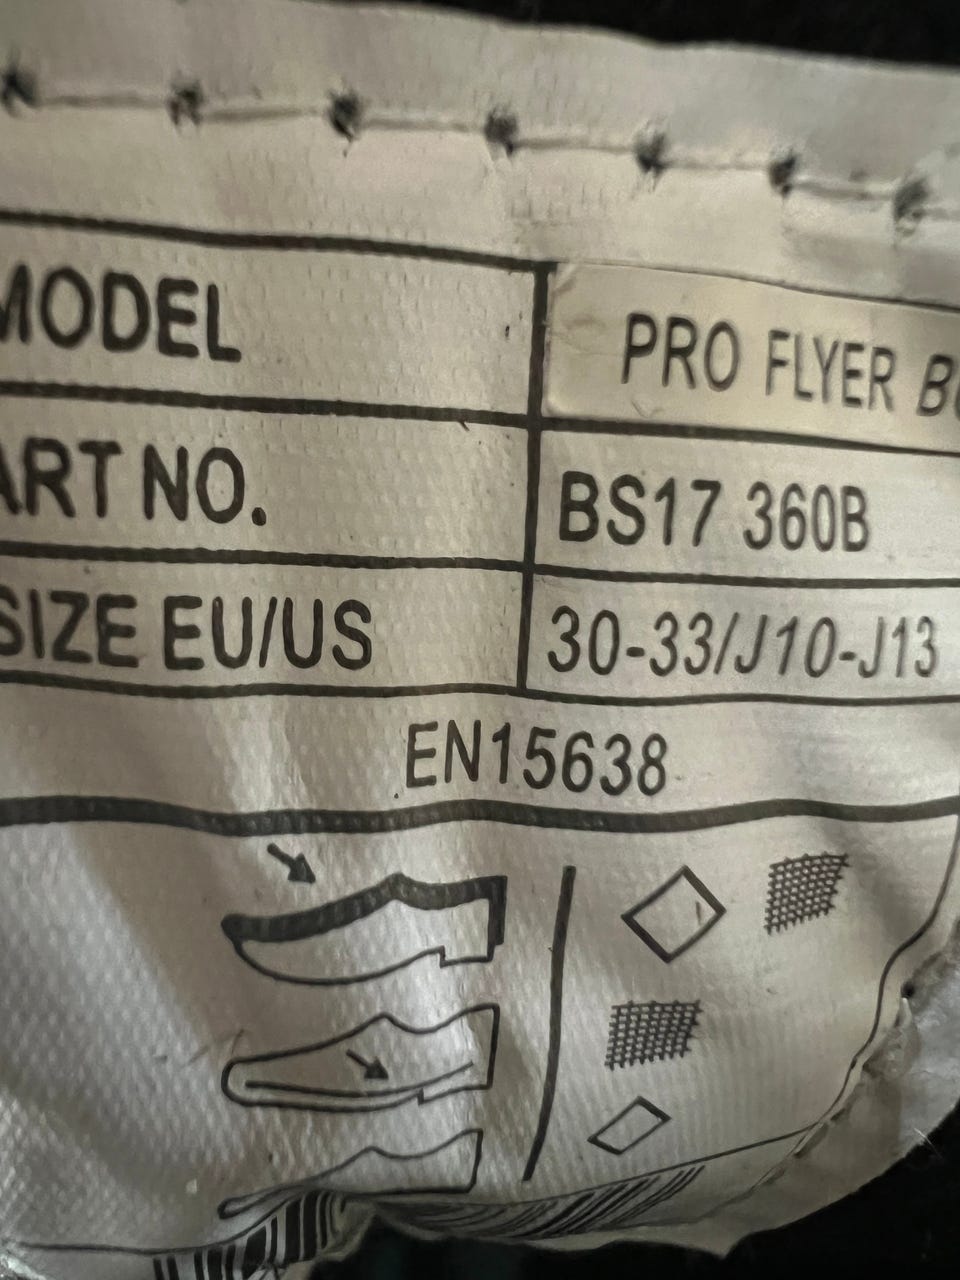 MODEL PRO FLYER
ART NO. BS17 360B
SIZE EU/US 30-33/J10-J13
EN15638